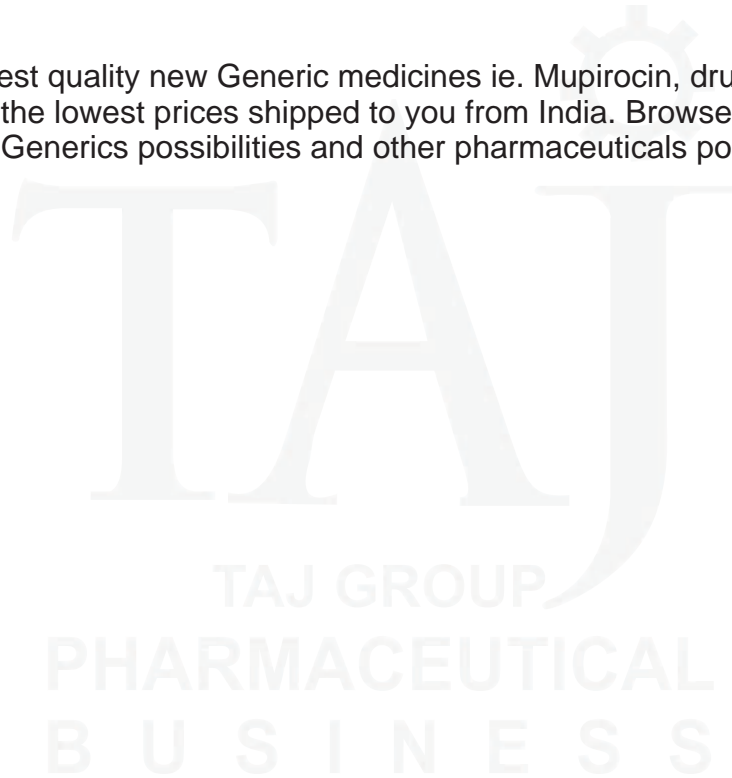 est quality new Generic medicines ie. Mupirocin, dru
the lowest prices shipped to you from India. Browse
Generics possibilities and other pharmaceuticals po
TAJ
TAJ GROUP
PHARMACEUTICAL
BUSINESS